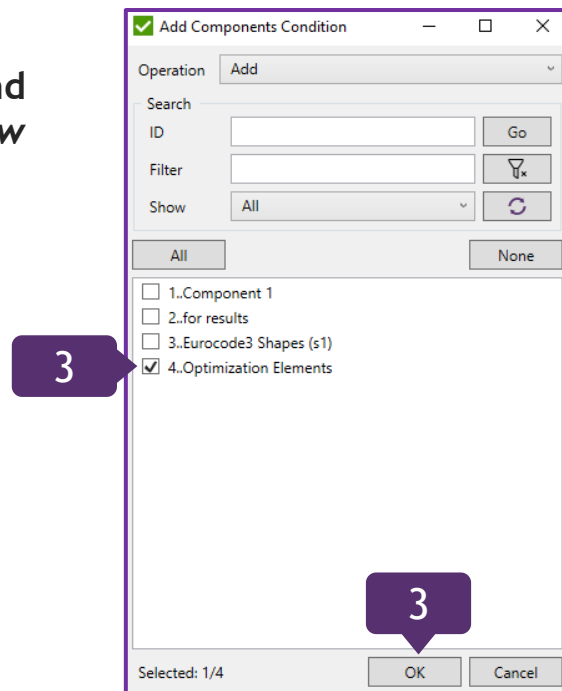 Add Components Condition
Operation Add
Search
ID Go
Filter
Show All
All None
1..Component 1
2..for results
3..Eurocode3 Shapes (s1)
3 4..Optimization Elements
3
Selected: 1/4 OK Cancel